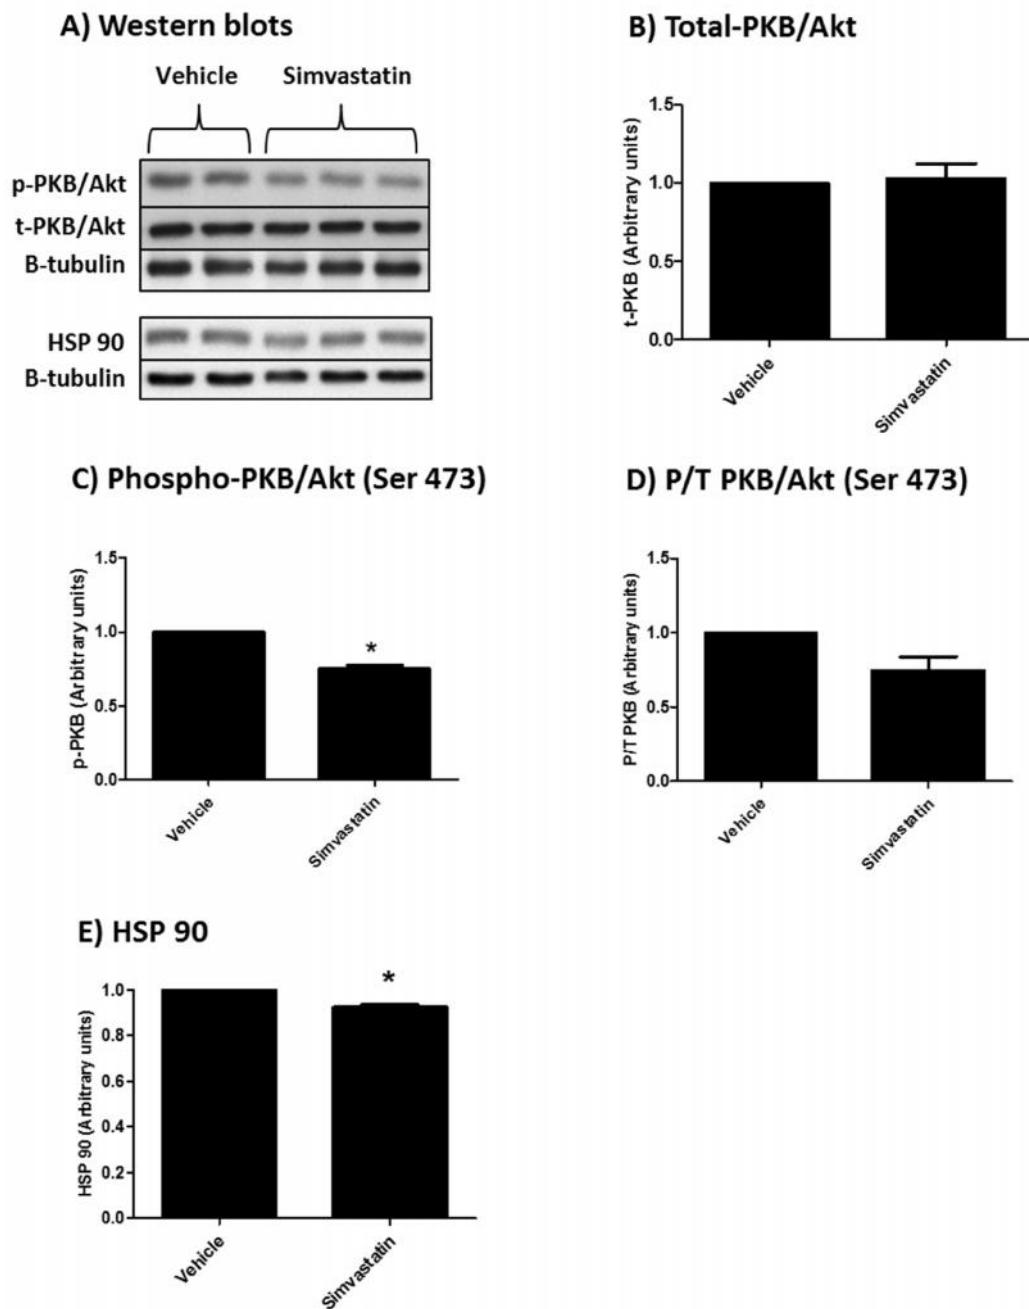 A) Western blots
Vehicle Simvastatin
p-PKB/Akt
t-PKB/Akt
B-tubulin
HSP 90
B-tubulin
B) Total-PKB/Akt
t-PKB (Arbitrary units)
1.5
1.0
0.5
0.0
Vehicle
Simvastatin
C) Phospho-PKB/Akt (Ser 473)
p-PKB (Arbitrary units)
1.5
1.0
0.5
0.0
*
Vehicle
Simvastatin
D) P/T PKB/Akt (Ser 473)
P/T PKB (Arbitrary units)
1.5
1.0
0.5
0.0
Vehicle
Simvastatin
E) HSP 90
HSP 90 (Arbitrary units)
1.0
0.8
0.6
0.4
0.2
0.0
*
Vehicle
Simvastatin